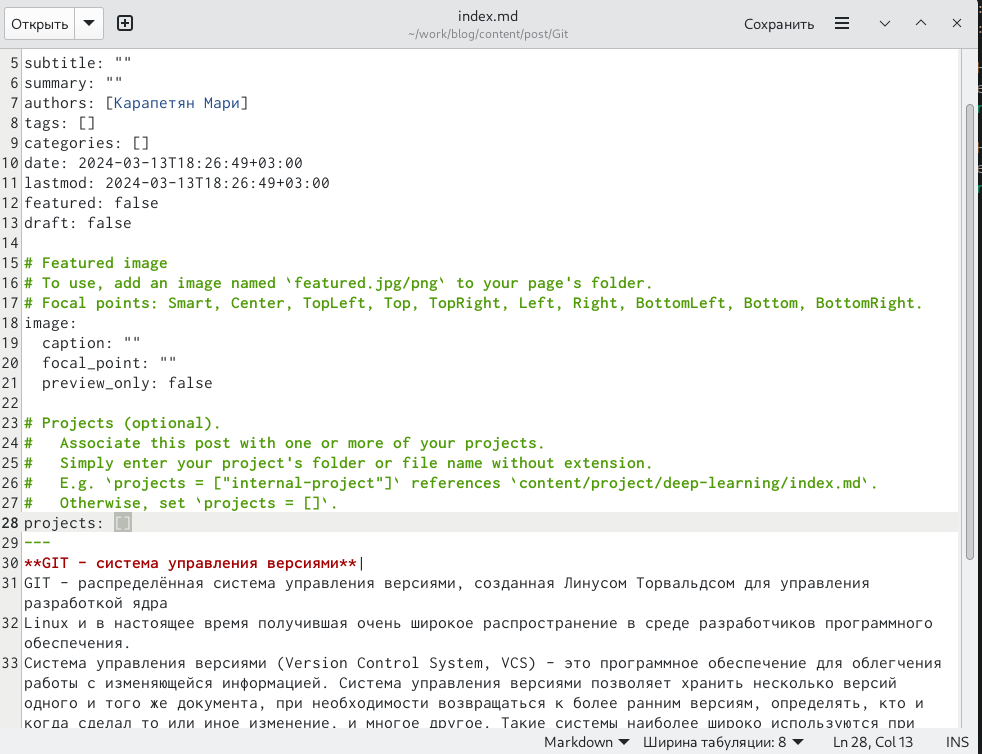 Открыть
index.md
~/work/blog/content/post/Git
Сохранить
5 subtitle: ""
6 summary: ""
7 authors: [Карапетян Мари]
8 tags: []
9 categories: []
10 date: 2024-03-13T18:26:49+03:00
11 lastmod: 2024-03-13T18:26:49+03:00
12 featured: false
13 draft: false
14
15 # Featured image
16 # To use, add an image named `featured.jpg/png` to your page's folder.
17 # Focal points: Smart, Center, TopLeft, Top, TopRight, Left, Right, BottomLeft, Bottom, BottomRight.
18 image:
19   caption: ""
20   focal_point: ""
21   preview_only: false
22
23 # Projects (optional).
24 #   Associate this post with one or more of your projects.
25 #   Simply enter your project's folder or file name without extension.
26 #   E.g. `projects = ["internal-project"]` references `content/project/deep-learning/index.md`.
27 #   Otherwise, set `projects = []`.
28 projects: []
29 ---
30 **GIT – система управления версиями**|
31 GIT – распределённая система управления версиями, созданная Линусом Торвальдсом для управления
разработкой ядра
32 Linux и в настоящее время получившая очень широкое распространение в среде разработчиков программного
обеспечения.
33 Система управления версиями (Version Control System, VCS) – это программное обеспечение для облегчения
работы с изменяющейся информацией. Система управления версиями позволяет хранить несколько версий
одного и того же документа, при необходимости возвращаться к более ранним версиям, определять, кто и
когда сделал то или иное изменение, и многое другое. Такие системы наиболее широко используются при
Markdown
Ширина табуляции: 8
Ln 28, Col 13
INS